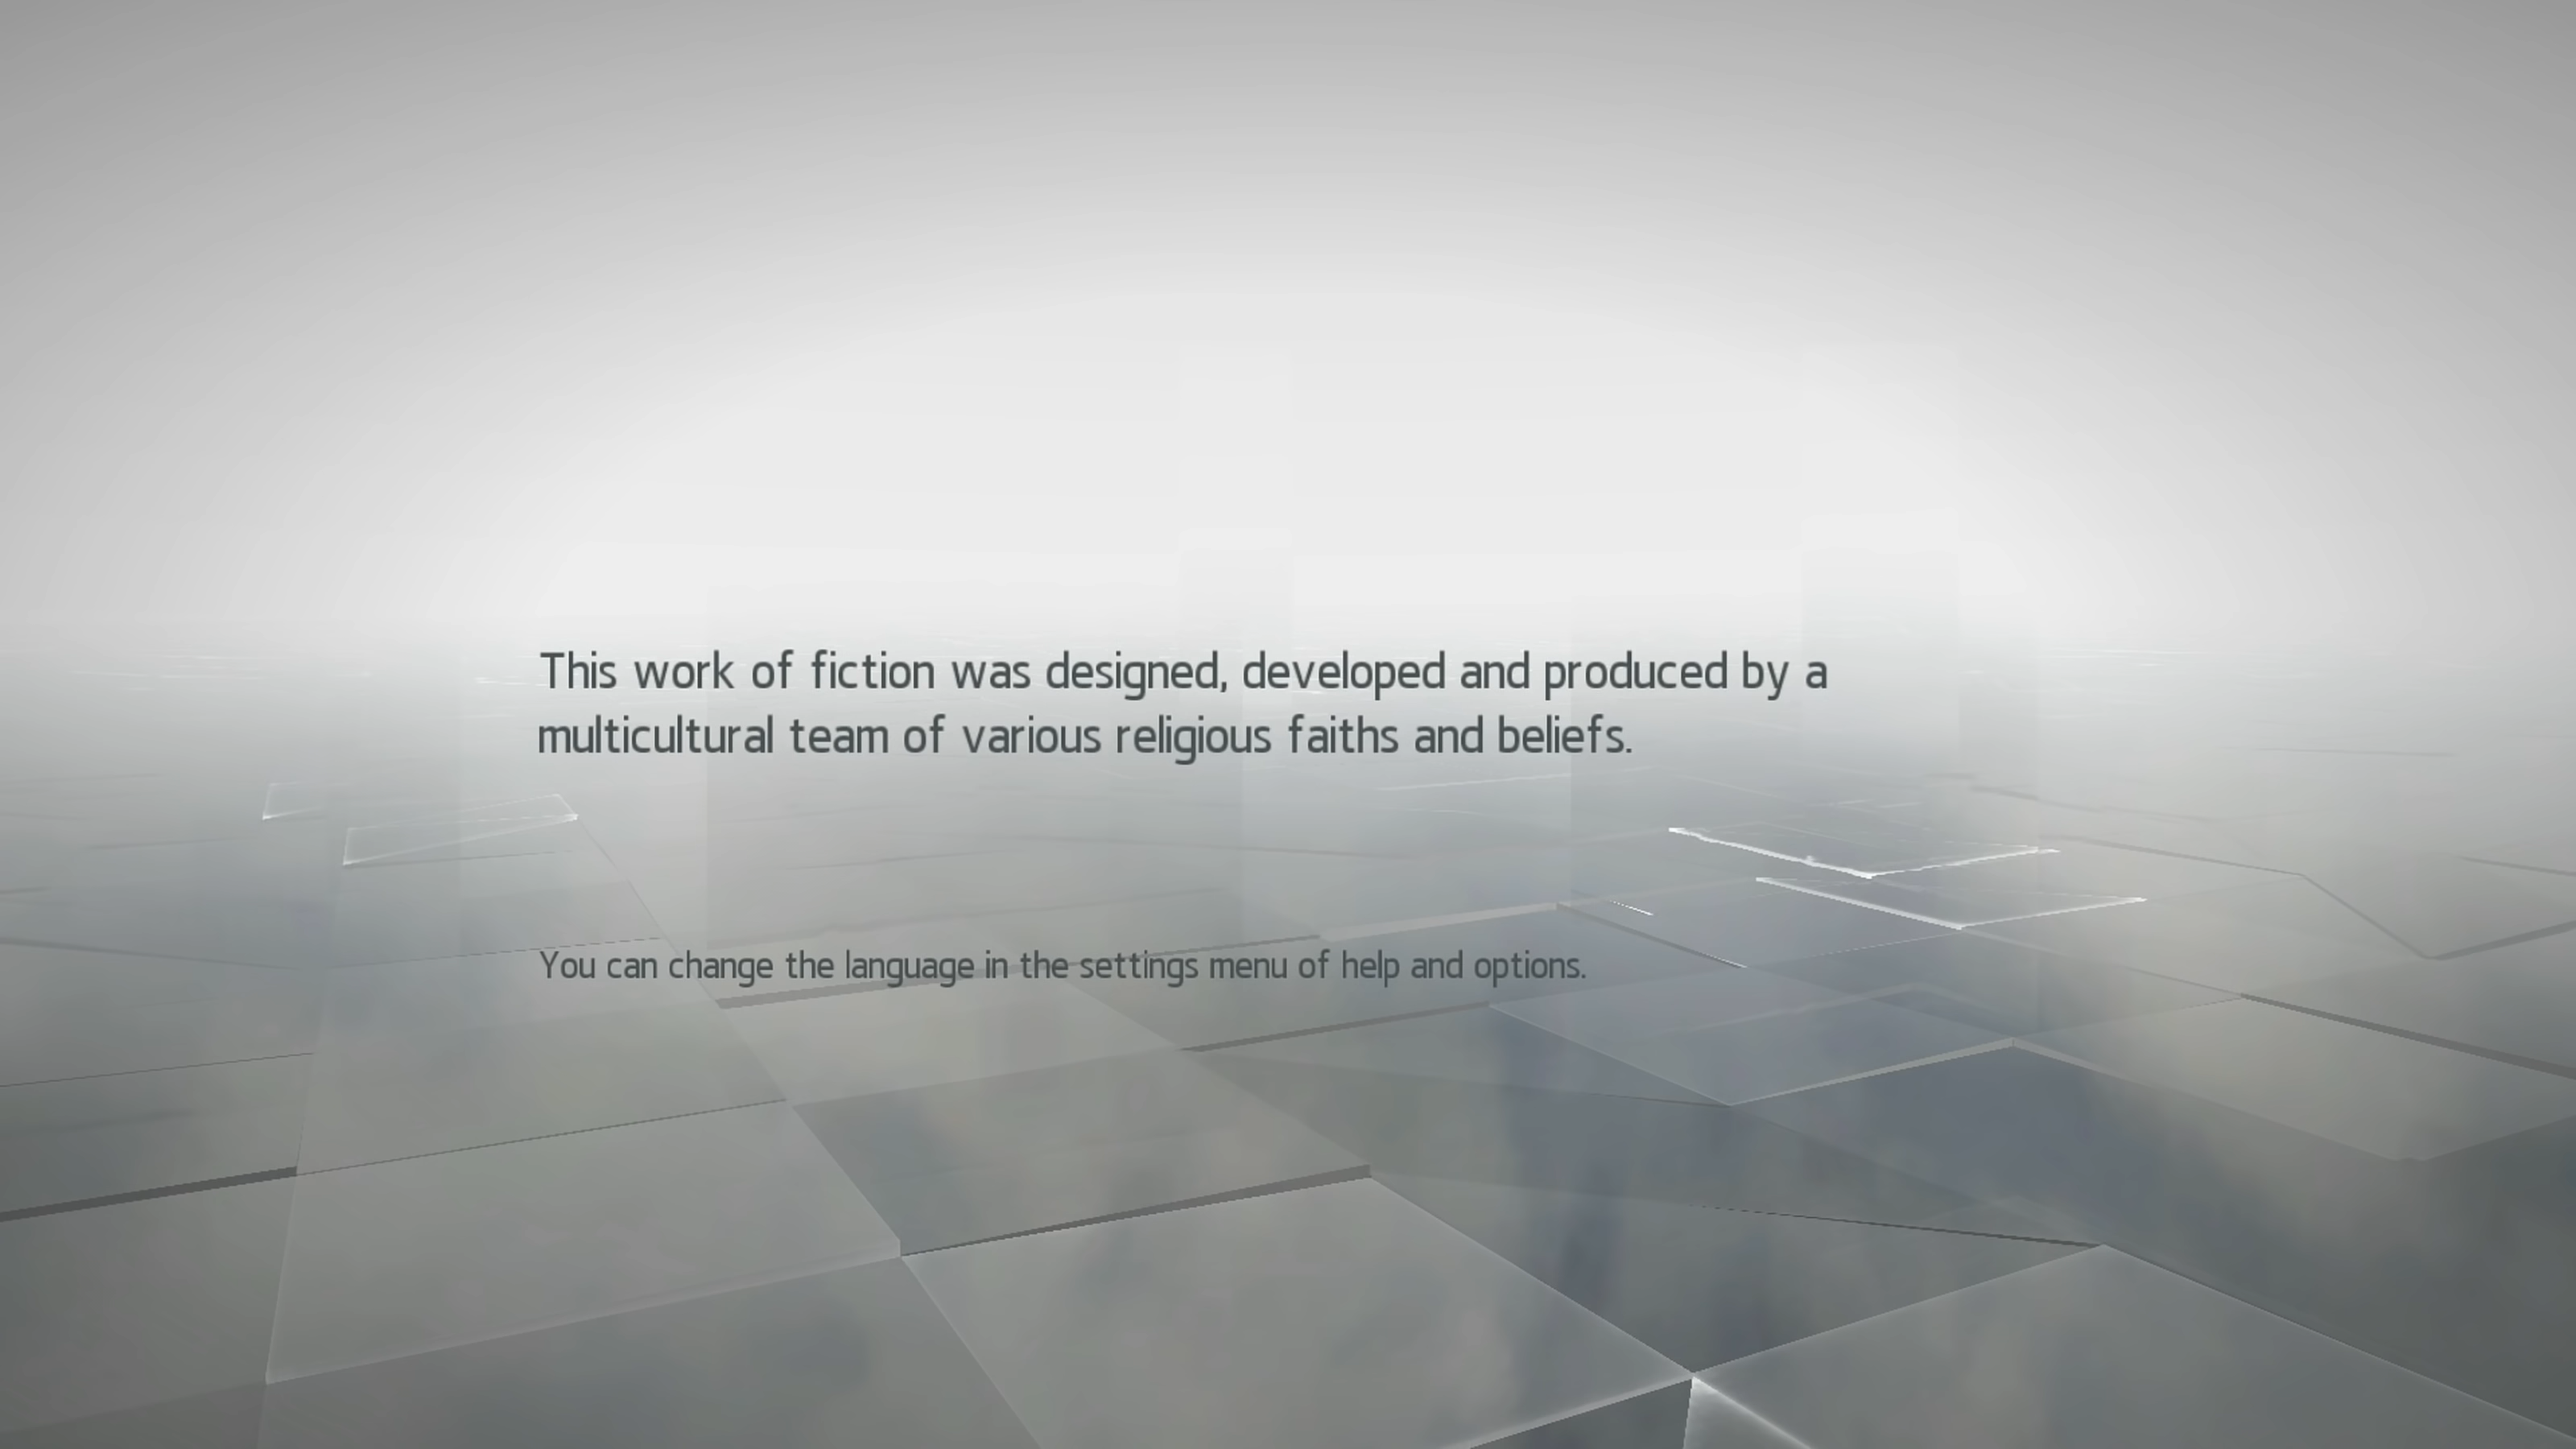 This work of fiction was designed, developed and produced by a
multicultural team of various religious faiths and beliefs.
You can change the language in the settings menu of help and options.